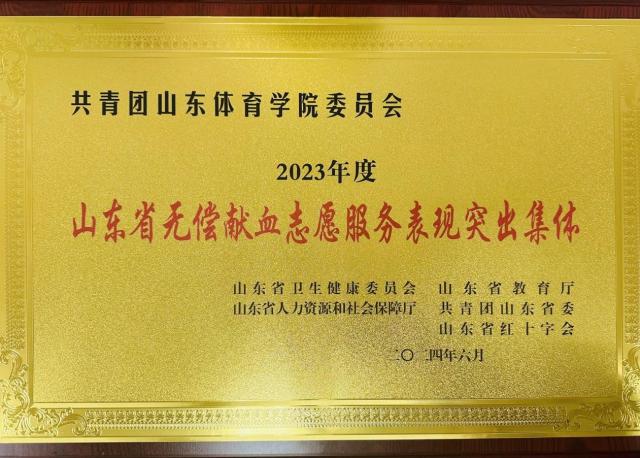 共青团山东体育学院委员会
2023年度
山东省无偿献血志愿服务表现突出集体
山东省卫生健康委员会 山东省教育厅
山东省人力资源和社会保障厅 共青团山东省委
山东省红十字会
二〇二四年六月